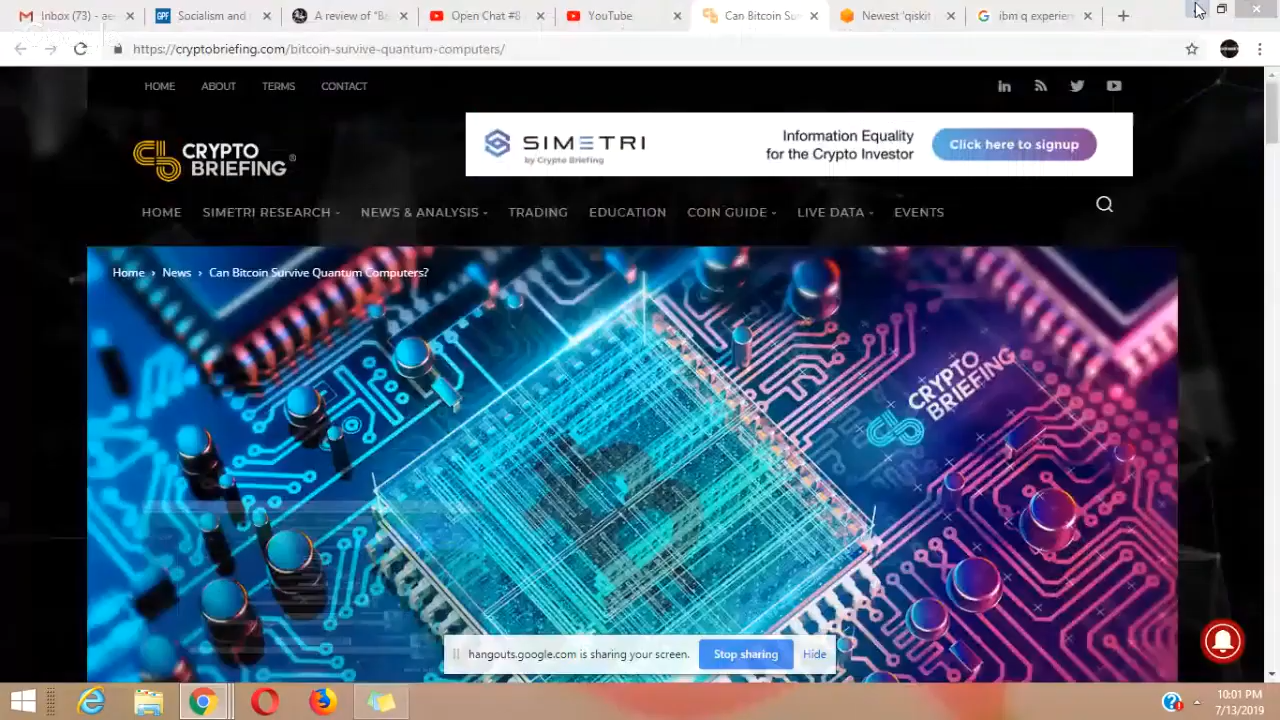 Inbox (73) - ae
Socialism and
A review of "Ba
Open Chat #8
YouTube
Can Bitcoin Su
Newest 'qiskit
ibm q experien
https://cryptobriefing.com/bitcoin-survive-quantum-computers/
HOME ABOUT TERMS CONTACT
CRYPTO
BRIEFING®
SIMETRI
by Crypto Briefing
Information Equality
for the Crypto Investor
Click here to signup
HOME SIMETRI RESEARCH NEWS & ANALYSIS TRADING EDUCATION COIN GUIDE LIVE DATA EVENTS
Home › News › Can Bitcoin Survive Quantum Computers?
CRYPTO
BRIEFING
hangouts.google.com is sharing your screen. Stop sharing Hide
10:01 PM
7/13/2019